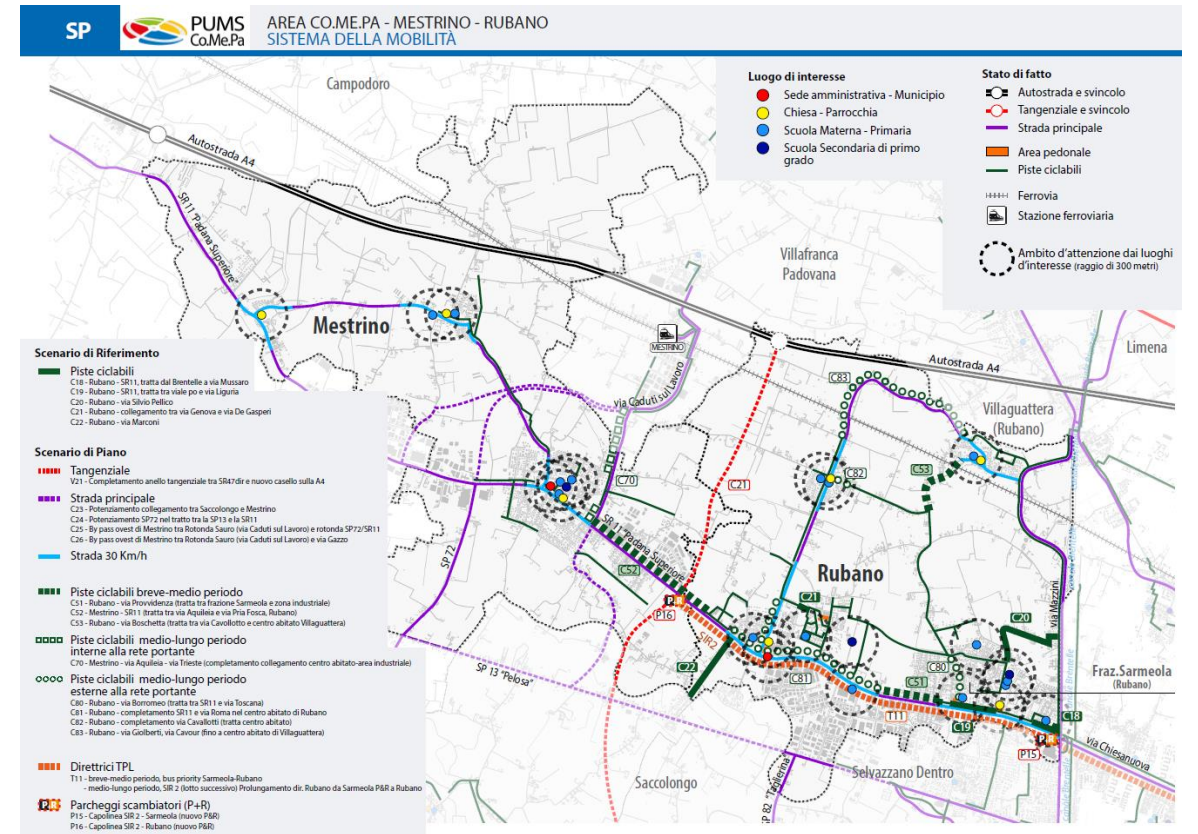 SP
PUMS
Co.Me.Pa
AREA CO.ME.PA - MESTRINO - RUBANO
SISTEMA DELLA MOBILITÀ
Luogo di interesse
Sede amministrativa - Municipio
Chiesa - Parrocchia
Scuola Materna - Primaria
Scuola Secondaria di primo
grado
Stato di fatto
Autostrada e svincolo
Tangenziale e svincolo
Strada principale
Area pedonale
Piste ciclabili
Ferrovia
Stazione ferroviaria
Ambito d'attenzione dai luoghi
d'interesse (raggio di 300 metri)
Campodoro
Autostrada A4
SR11 "Padana Superiore"
Villafranca
Padovana
Mestrino
MESTRINO
Limena
Autostrada A4
via Caduti sul Lavoro
C83
Villaguattera
(Rubano)
C53
C82
C70
C21
SR11 "Padana Superiore"
SP 72
C52
Rubano
P16
SIR2
C21
C20
via Mazzini
C22
C80
C81
C51
Fraz.Sarmeola
(Rubano)
SP 13 "Pelosa"
T11
C19
C18
P15
via Chiesanuova
Canale Brentella
Saccolongo
SP B2 "Taglierina"
Selvazzano Dentro
Scenario di Riferimento
Piste ciclabili
C18 - Rubano - SR11, tratta dal Brentelle a via Mussaro
C19 - Rubano - SR11, tratta tra viale po e via Liguria
C20 - Rubano - via Silvio Pellico
C21 - Rubano - collegamento tra via Genova e via De Gasperi
C22 - Rubano - via Marconi
Scenario di Piano
Tangenziale
V21 - Completamento anello tangenziale tra SR47dir e nuovo casello sulla A4
Strada principale
C23 - Potenziamento collegamento tra Saccolongo e Mestrino
C24 - Potenziamento SP72 nel tratto tra la SP13 e la SR11
C25 - By pass ovest di Mestrino tra Rotonda Sauro (via Caduti sul Lavoro) e rotonda SP72/SR11
C26 - By pass ovest di Mestrino tra Rotonda Sauro (via Caduti sul Lavoro) e via Gazzo
Strada 30 Km/h
Piste ciclabili breve-medio periodo
C51 - Rubano - via Provvidenza (tratta tra frazione Sarmeola e zona industriale)
C52 - Mestrino - SR11 (tratta tra via Aquileia e via Pria Fosca, Rubano)
C53 - Rubano - via Boschetta (tratta tra via Cavollotto e centro abitato Villaguattera)
Piste ciclabili medio-lungo periodo
interne alla rete portante
C70 - Mestrino - via Aquileia - via Trieste (completamento collegamento centro abitato-area industriale)
Piste ciclabili medio-lungo periodo
esterne alla rete portante
C80 - Rubano - via Borromeo (tratta tra SR11 e via Toscana)
C81 - Rubano - completamento SR11 e via Roma nel centro abitato di Rubano
C82 - Rubano - completamento via Cavallotti (tratta centro abitato)
C83 - Rubano - via Giolberti, via Cavour (fino a centro abitato di Villaguattera)
Direttrici TPL
T11 - breve-medio periodo, bus priority Sarmeola-Rubano
- medio-lungo periodo, SIR 2 (lotto successivo) Prolungamento dir. Rubano da Sarmeola P&R a Rubano
Parcheggi scambiatori (P+R)
P15 - Capolinea SIR 2 - Sarmeola (nuovo P&R)
P16 - Capolinea SIR 2 - Rubano (nuovo P&R)